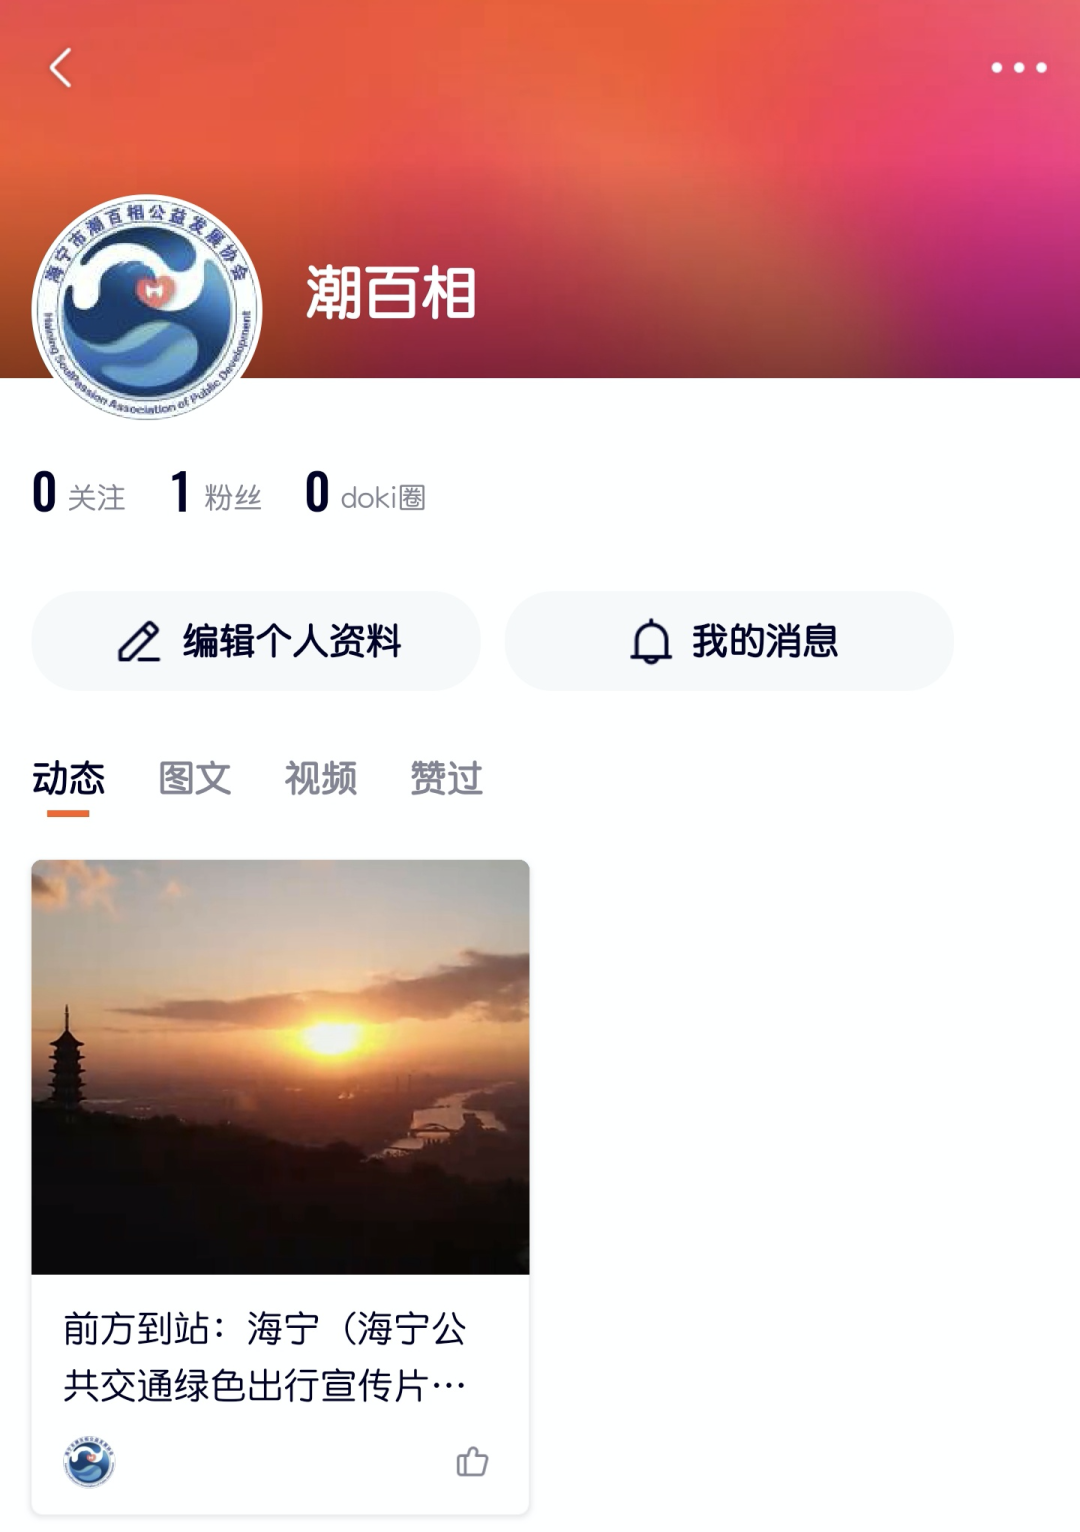 海宁市潮百相公益发展协会
Haining SoulPassion Association of Public Development
潮百相
0 关注 1 粉丝 0 doki圈
编辑个人资料 我的消息
动态 图文 视频 赞过
前方到站：海宁（海宁公
共交通绿色出行宣传片…